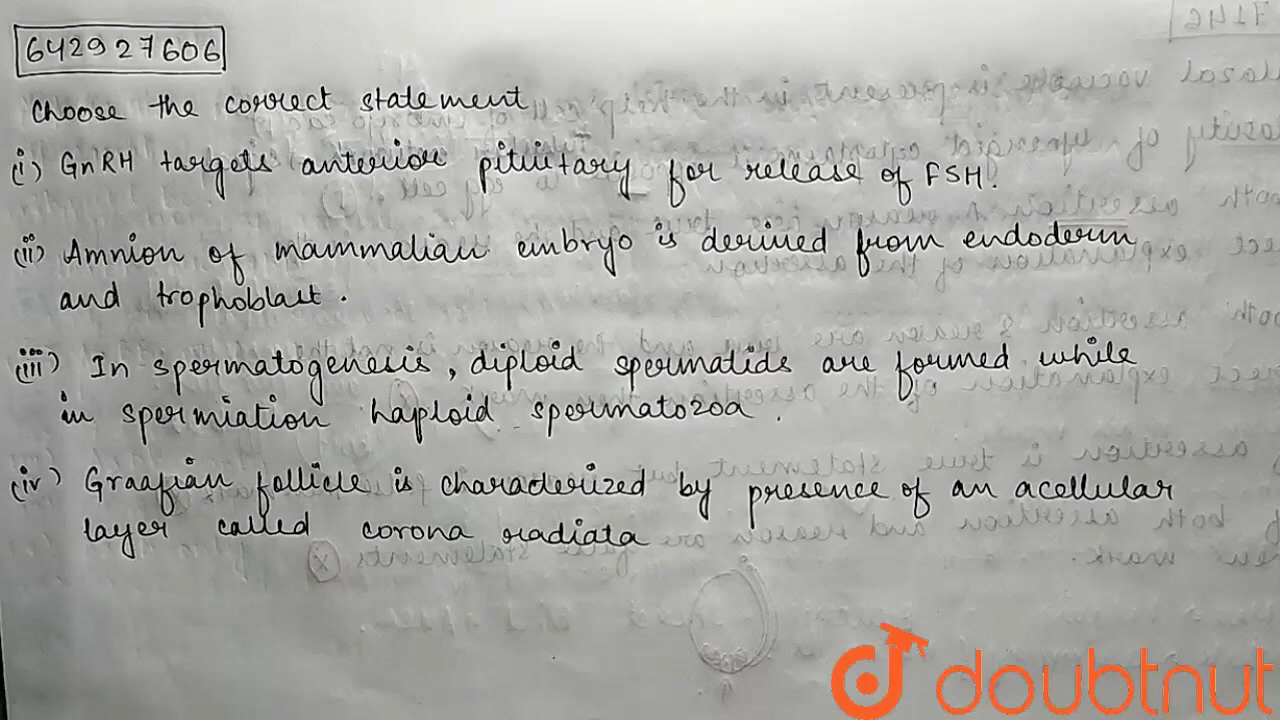 642927606
Choose the correct statement
(i) GnRH targets anterior pituitary for release of FSH.
(ii) Amnion of mammalian embryo is derived from endoderm
and trophoblast.
(iii) In spermatogenesis, diploid spermatids are formed while
in spermiation haploid spermatozoa.
(iv) Graafian follicle is characterized by presence of an acellular
layer called corona radiata
doubtnut